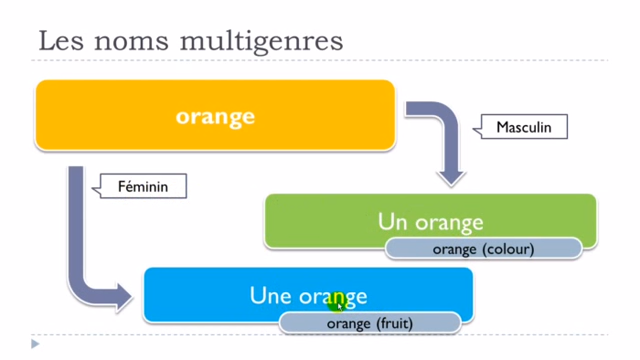 Les noms multigenres
orange
Masculin
Féminin
Un orange
orange (colour)
Une orange
orange (fruit)